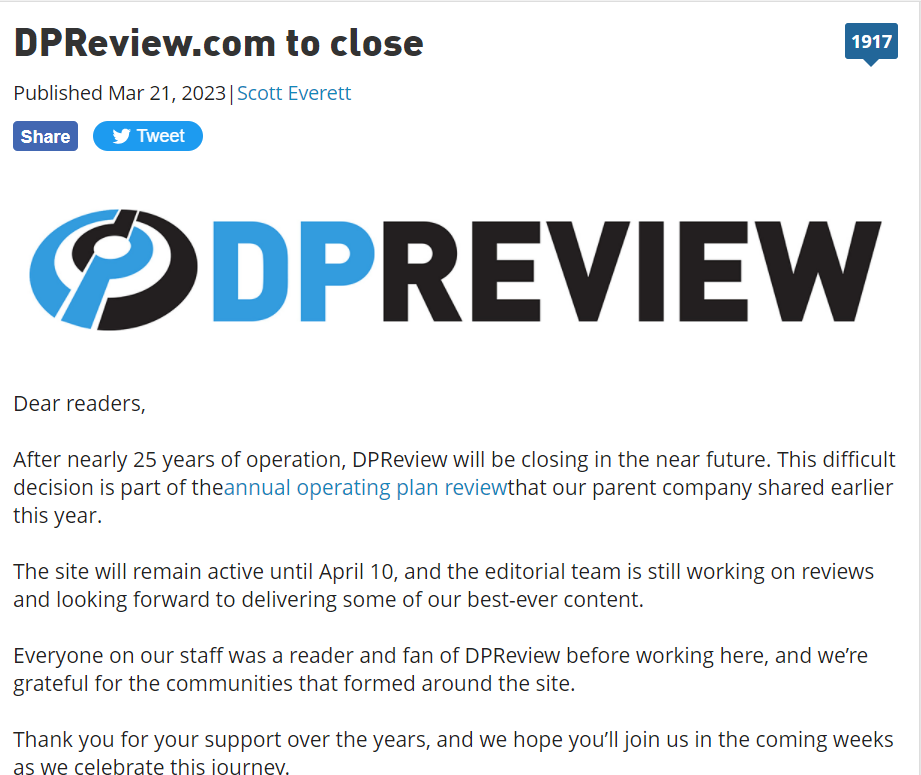 DPReview.com to close
1917
Published Mar 21, 2023|Scott Everett
Share
Tweet
DPREVIEW
Dear readers,
After nearly 25 years of operation, DPReview will be closing in the near future. This difficult
decision is part of theannual operating plan reviewthat our parent company shared earlier
this year.
The site will remain active until April 10, and the editorial team is still working on reviews
and looking forward to delivering some of our best-ever content.
Everyone on our staff was a reader and fan of DPReview before working here, and we’re
grateful for the communities that formed around the site.
Thank you for your support over the years, and we hope you’ll join us in the coming weeks
as we celebrate this journey.